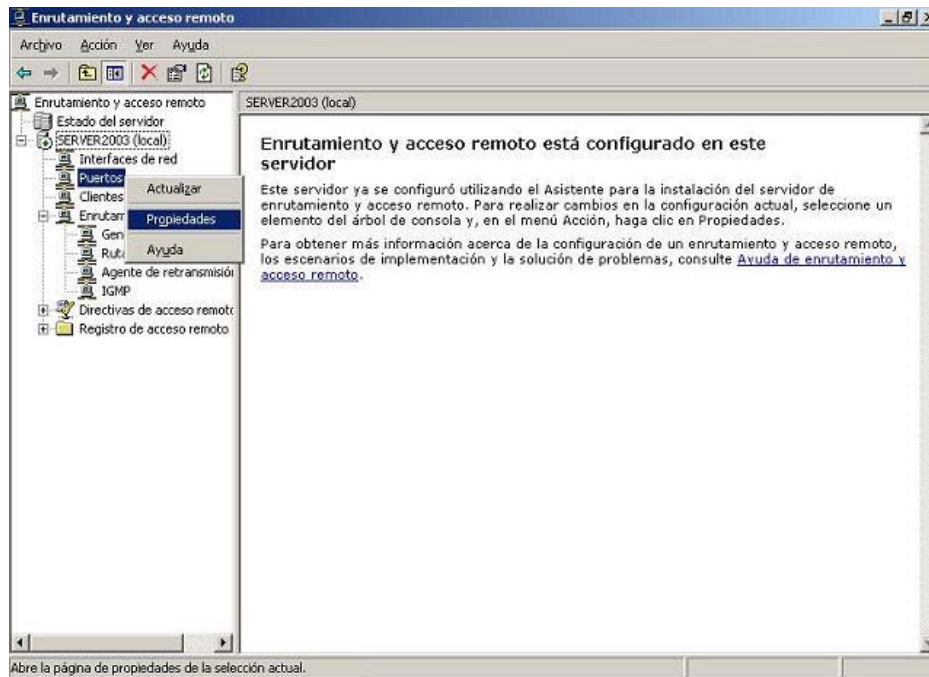 Enrutamiento y acceso remoto
Archivo Acción Ver Ayuda
Enrutamiento y acceso remoto
Estado del servidor
SERVER2003 (local)
Interfaces de red
Puertos
Clientes
Enrutam
Gen
Ruta
Agente de retransmisió
IGMP
Directivas de acceso remoto
Registro de acceso remoto
Actualizar
Propiedades
Ayuda
SERVER2003 (local)
Enrutamiento y acceso remoto está configurado en este
servidor
Este servidor ya se configuró utilizando el Asistente para la instalación del servidor de
enrutamiento y acceso remoto. Para realizar cambios en la configuración actual, seleccione un
elemento del árbol de consola y, en el menú Acción, haga clic en Propiedades.
Para obtener más información acerca de la configuración de un enrutamiento y acceso remoto,
los escenarios de implementación y la solución de problemas, consulte Ayuda de enrutamiento y
acceso remoto.
Abre la página de propiedades de la selección actual.